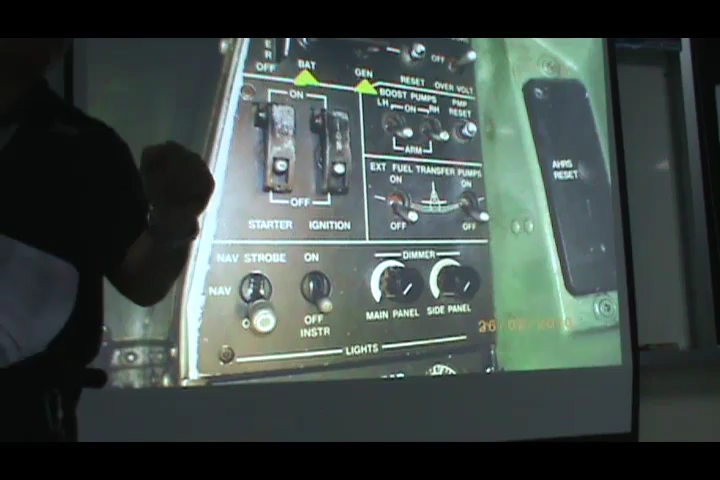 E
R
OFF
BAT
GEN
RESET
OFF
OVER VOLT
ON
BOOST PUMPS
LH ON RH
PMP
RESET
ARM
OFF
STARTER IGNITION
EXT FUEL TRANSFER PUMPS
ON ON
OFF OFF
AHRS
RESET
NAV STROBE ON
NAV
OFF
INSTR
DIMMER
MAIN PANEL SIDE PANEL
LIGHTS